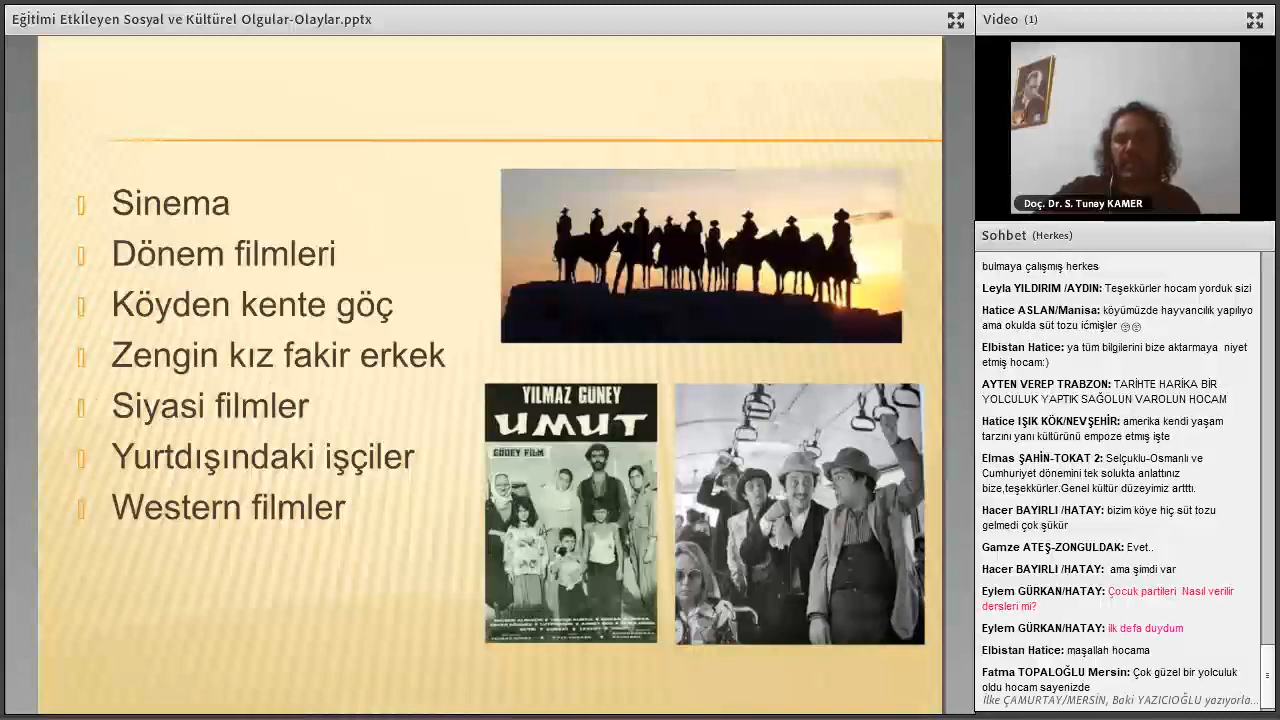 Eğitimi Etkileyen Sosyal ve Kültürel Olgular-Olaylar.pptx
Sinema
Dönem filmleri
Köyden kente göç
Zengin kız fakir erkek
Siyasi filmler
Yurtdışındaki işçiler
Western filmler
YILMAZ GÜNEY
UMUT
GÜNEY FİLM
Video (1)
Doç. Dr. S. Tunay KAMER
Sohbet (Herkes)
bulmaya çalışmış herkes
Leyla YILDIRIM /AYDIN: Teşekkürler hocam yorduk sizi
Hatice ASLAN/Manisa: köyümüzde hayvancılık yapılıyo
ama okulda süt tozu içmişler
Elbistan Hatice: ya tüm bilgilerini bize aktarmaya niyet
etmiş hocam:)
AYTEN VEREP TRABZON: TARİHTE HARİKA BİR
YOLCULUK YAPTIK SAĞOLUN VAROLUN HOCAM
Hatice IŞIK KÖK/NEVŞEHİR: amerika kendi yaşam
tarzını yanı kültürünü empoze etmiş işte
Elmas ŞAHİN-TOKAT 2: Selçuklu-Osmanlı ve
Cumhuriyet dönemini tek solukta anlattınız
bize,teşekkürler.Genel kültür düzeyimiz artttı.
Hacer BAYIRLI /HATAY: bizim köye hiç süt tozu
gelmedi çok şükür
Gamze ATEŞ-ZONGULDAK: Evet..
Hacer BAYIRLI /HATAY: ama şimdi var
Eylem GÜRKAN/HATAY: Çocuk partileri Nasıl verilir
dersleri mi?
Eylem GÜRKAN/HATAY: ilk defa duydum
Elbistan Hatice: maşallah hocama
Fatma TOPALOĞLU Mersin: Çok güzel bir yolculuk
oldu hocam sayenizde
İlke ÇAMURTAY/MERSİN, Baki YAZICIOĞLU yazıyorla...